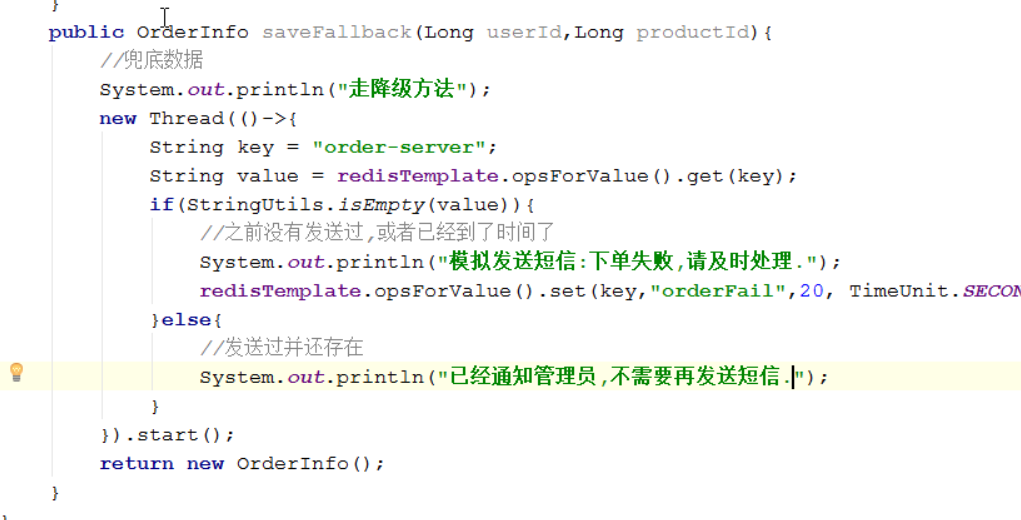 }
public OrderInfo saveFallback(Long userId,Long productId){
//兜底数据
System.out.println("走降级方法");
new Thread(()->{
String key = "order-server";
String value = redisTemplate.opsForValue().get(key);
if(StringUtils.isEmpty(value)){
//之前没有发送过,或者已经到了时间了
System.out.println("模拟发送短信:下单失败,请及时处理.");
redisTemplate.opsForValue().set(key,"orderFail",20, TimeUnit.SECON
}else{
//发送过并还存在
System.out.println("已经通知管理员,不需要再发送短信.");
}
}).start();
return new OrderInfo();
}
}